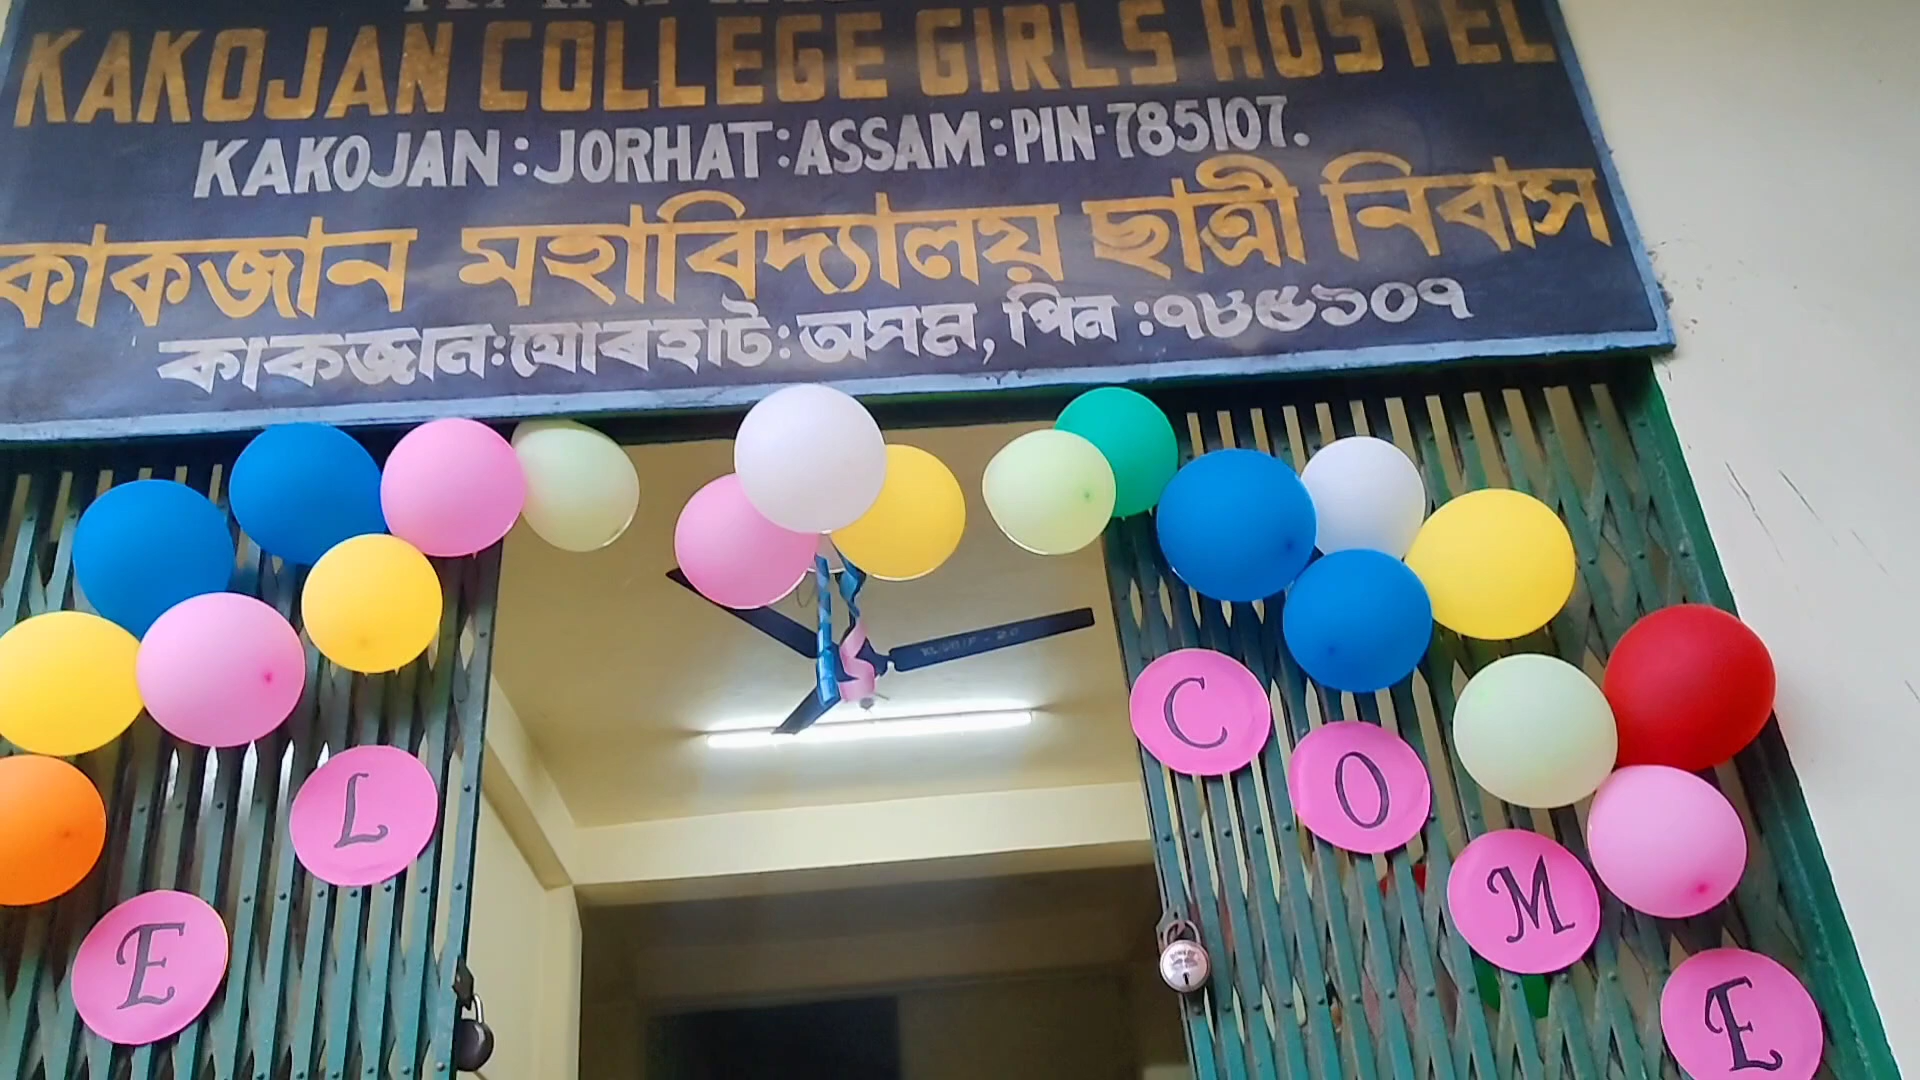 KAKOJAN COLLEGE GIRLS HOSTEL
KAKOJAN:JORHAT:ASSAM:PIN-785107.
কাকজান মহাবিদ্যালয় ছাত্ৰী নিবাস
কাকজান:যোৰহাট:অসম, পিন :৭৮৫১০৭
E L C O M E